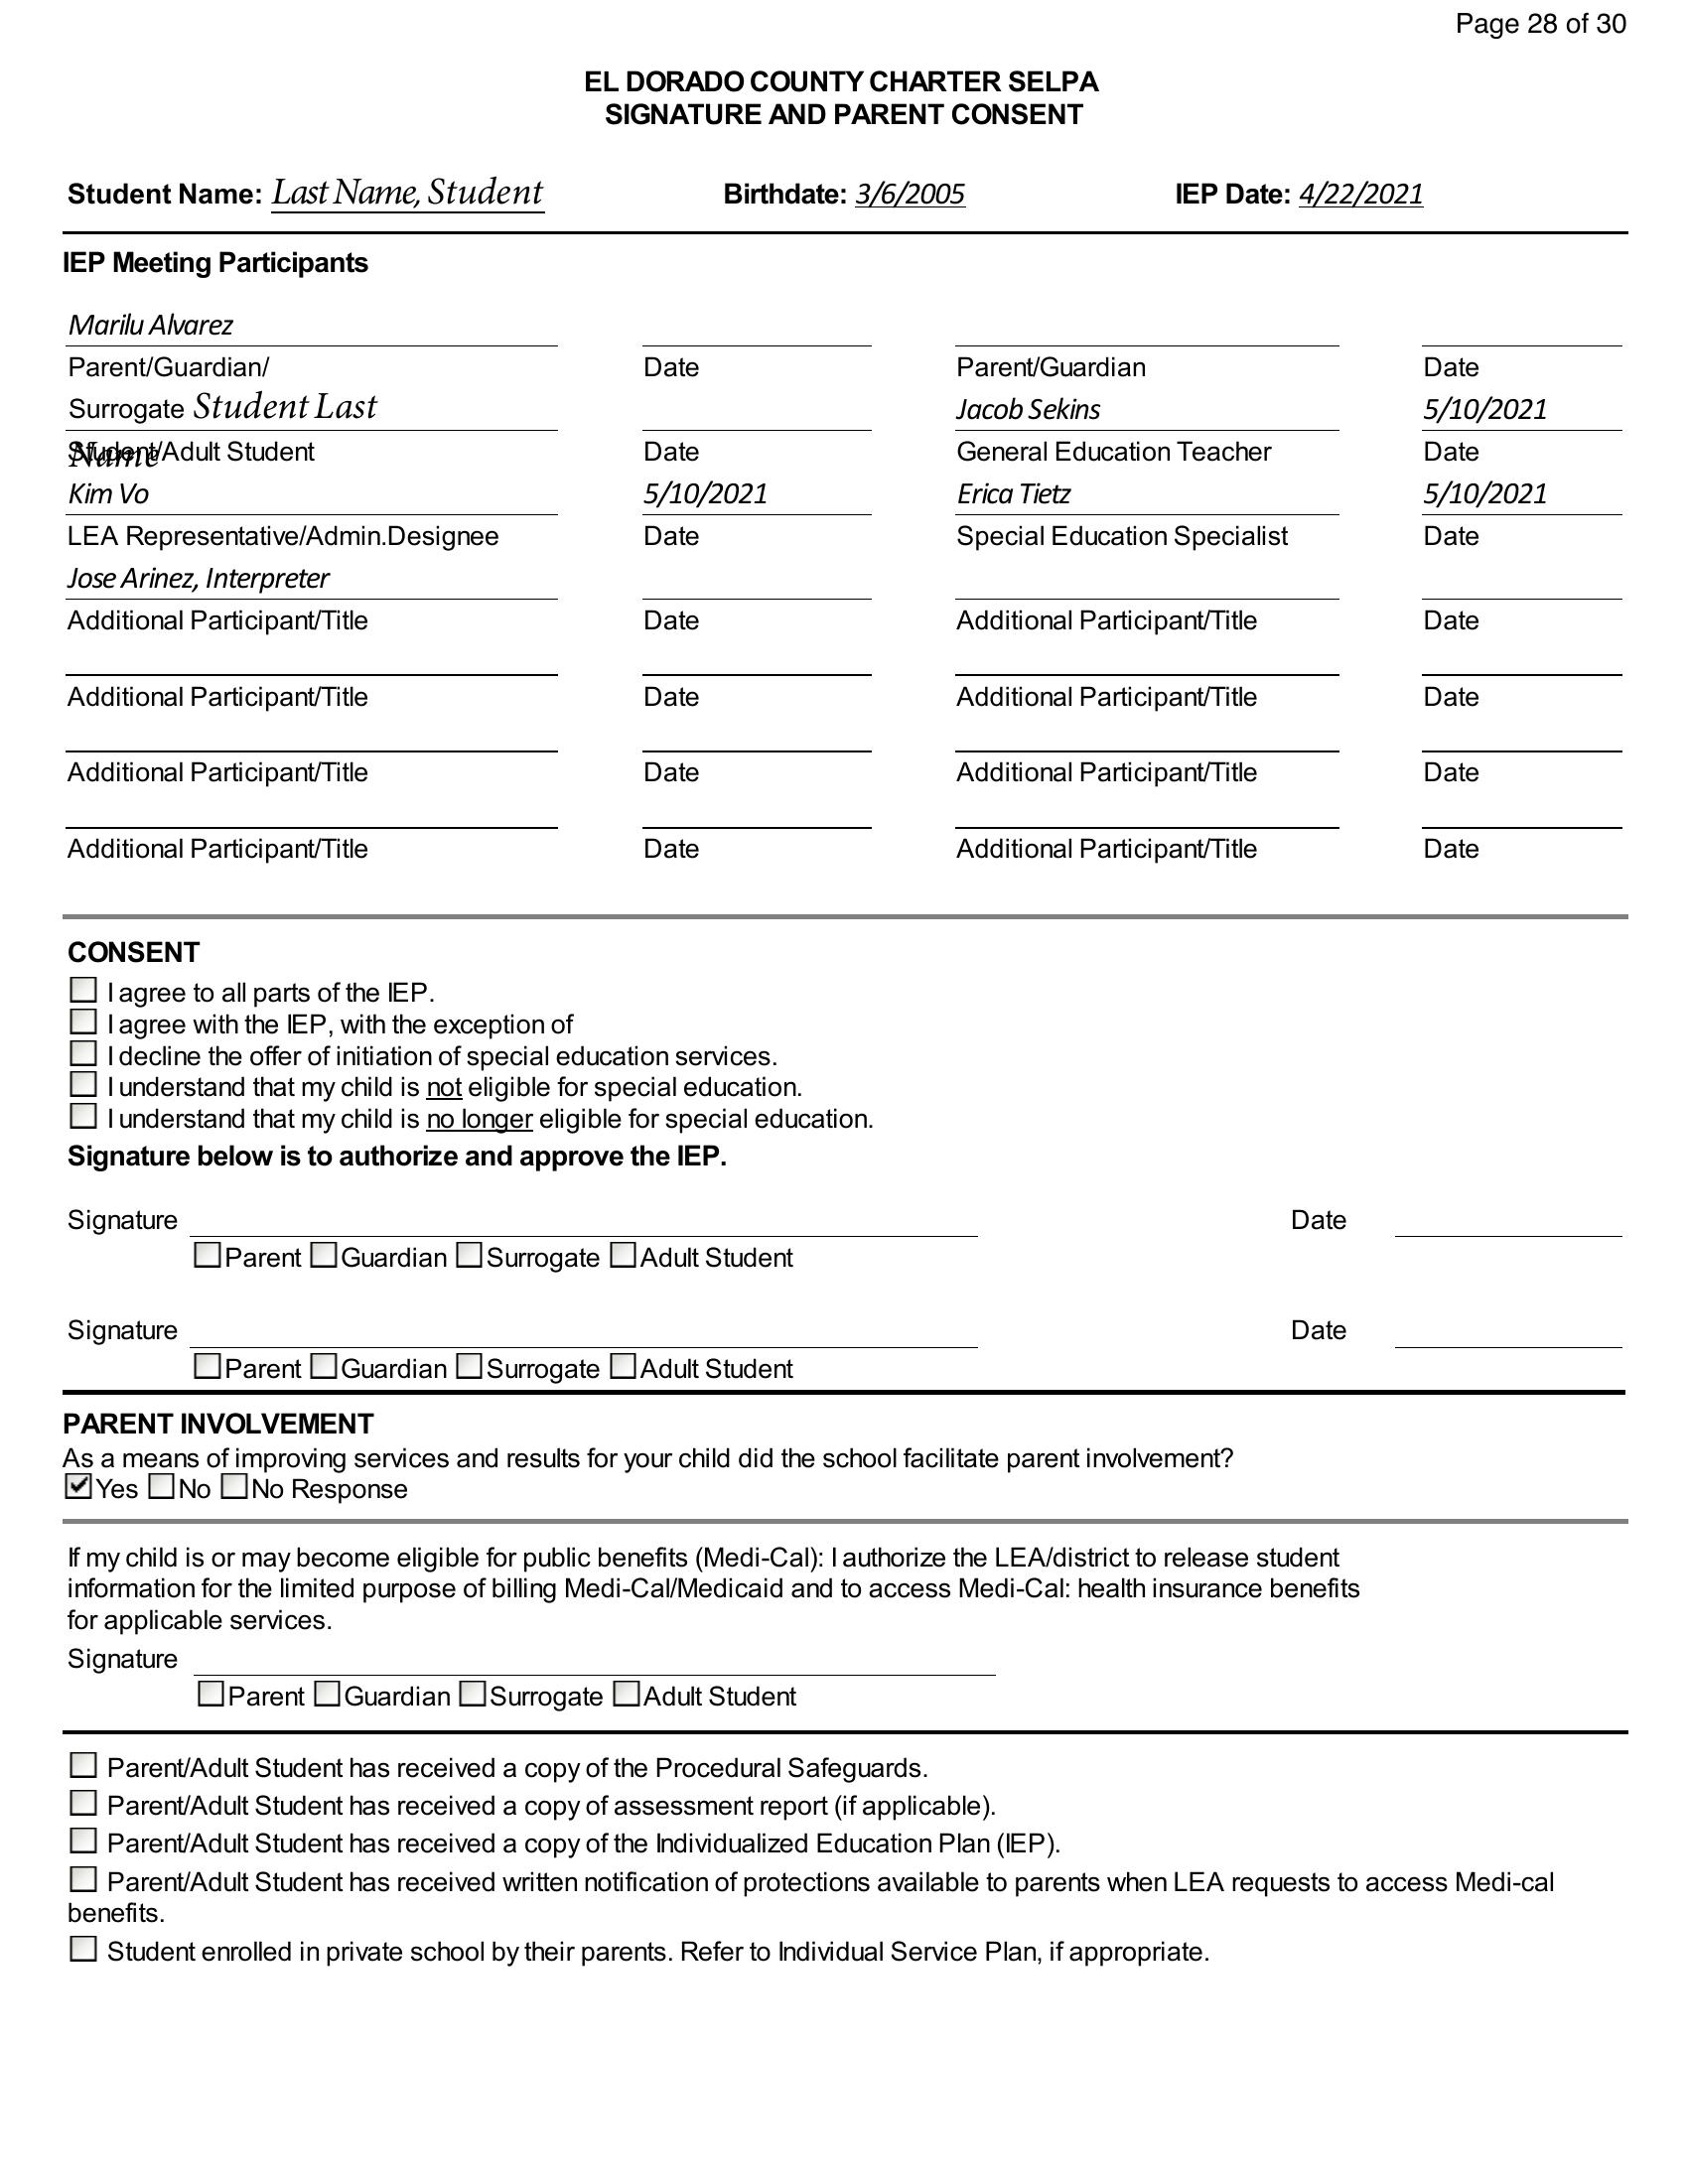 Page 28 of 30
EL DORADO COUNTY CHARTER SELPA
SIGNATURE AND PARENT CONSENT
Student Name: Last Name, Student Birthdate: 3/6/2005 IEP Date: 4/22/2021
IEP Meeting Participants
Marilu Alvarez
Parent/Guardian/ Date Parent/Guardian Date
Surrogate Student Last Jacob Sekins 5/10/2021
Name
Student/Adult Student Date General Education Teacher Date
Kim Vo 5/10/2021 Erica Tietz 5/10/2021
LEA Representative/Admin.Designee Date Special Education Specialist Date
Jose Arinez, Interpreter
Additional Participant/Title Date Additional Participant/Title Date
Additional Participant/Title Date Additional Participant/Title Date
Additional Participant/Title Date Additional Participant/Title Date
Additional Participant/Title Date Additional Participant/Title Date
CONSENT
I agree to all parts of the IEP.
I agree with the IEP, with the exception of
I decline the offer of initiation of special education services.
I understand that my child is not eligible for special education.
I understand that my child is no longer eligible for special education.
Signature below is to authorize and approve the IEP.
Signature Date
Parent Guardian Surrogate Adult Student
Signature Date
Parent Guardian Surrogate Adult Student
PARENT INVOLVEMENT
As a means of improving services and results for your child did the school facilitate parent involvement?
Yes No No Response
If my child is or may become eligible for public benefits (Medi-Cal): I authorize the LEA/district to release student
information for the limited purpose of billing Medi-Cal/Medicaid and to access Medi-Cal: health insurance benefits
for applicable services.
Signature
Parent Guardian Surrogate Adult Student
Parent/Adult Student has received a copy of the Procedural Safeguards.
Parent/Adult Student has received a copy of assessment report (if applicable).
Parent/Adult Student has received a copy of the Individualized Education Plan (IEP).
Parent/Adult Student has received written notification of protections available to parents when LEA requests to access Medi-cal
benefits.
Student enrolled in private school by their parents. Refer to Individual Service Plan, if appropriate.